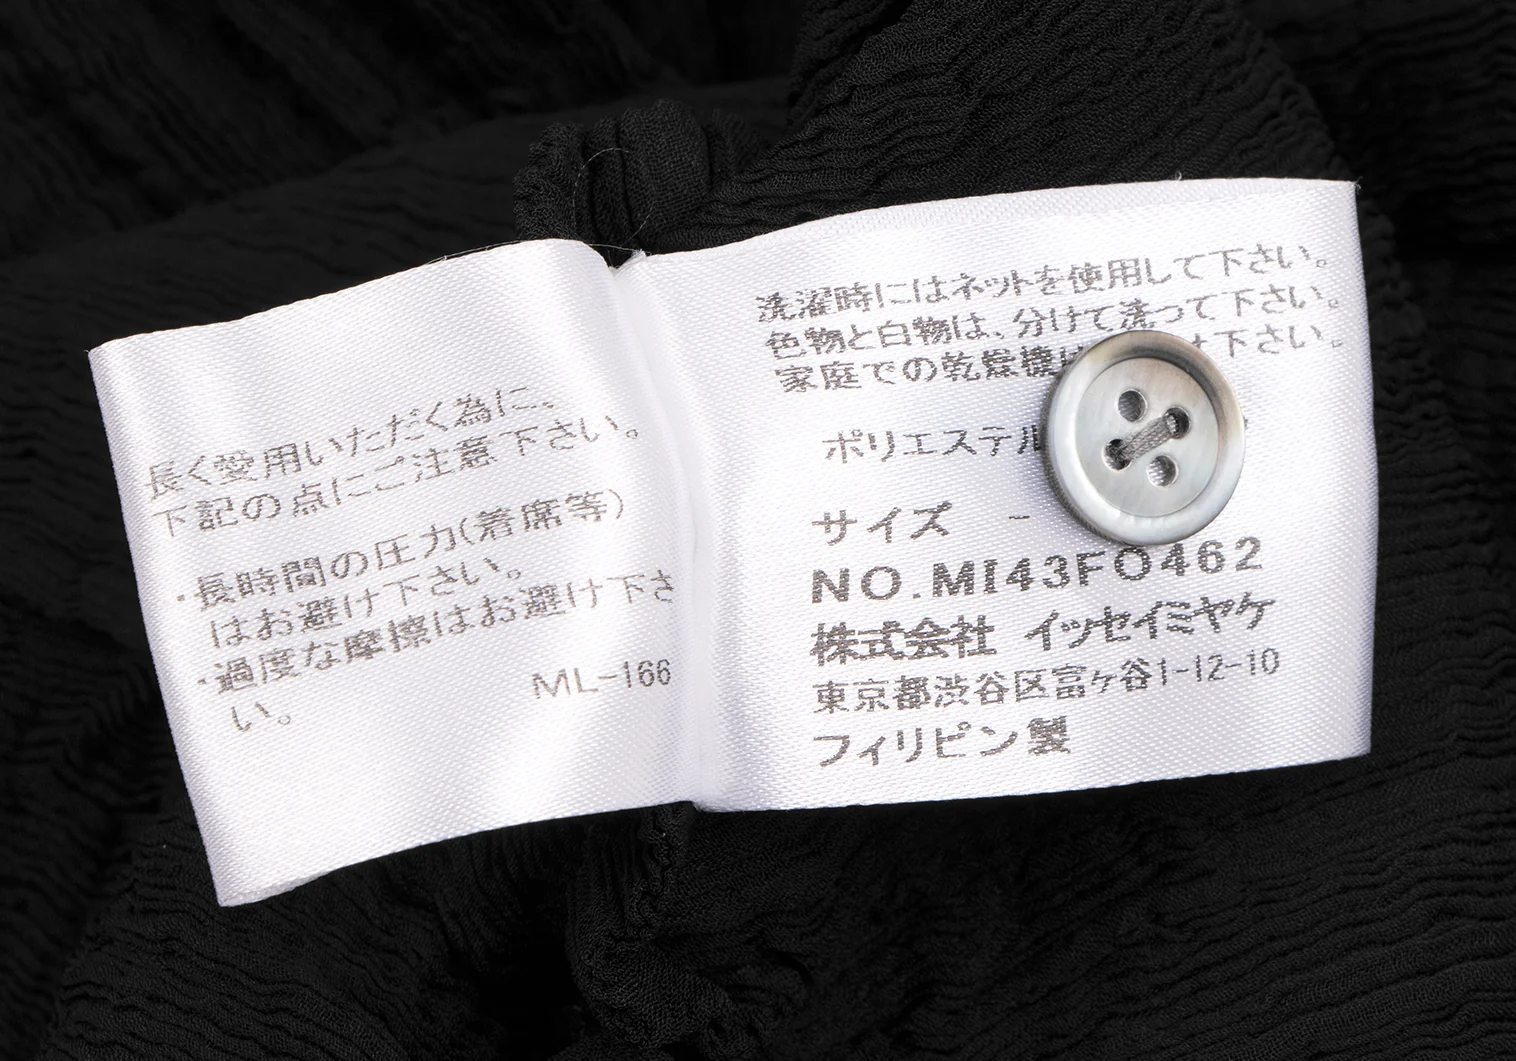 長く愛用いただく為に、
下記の点にご注意下さい。
・長時間の圧力(着席等)
はお避け下さい。
・過度な摩擦はお避け下さ
い。
ML-166
洗濯時にはネットを使用して下さい。
色物と白物は、分けて洗って下さい。
家庭での乾燥機は 下さい。
ポリエステル
サイズ -
NO.MI43FO462
株式会社 イッセイミヤケ
東京都渋谷区富ヶ谷1-12-10
フィリピン製